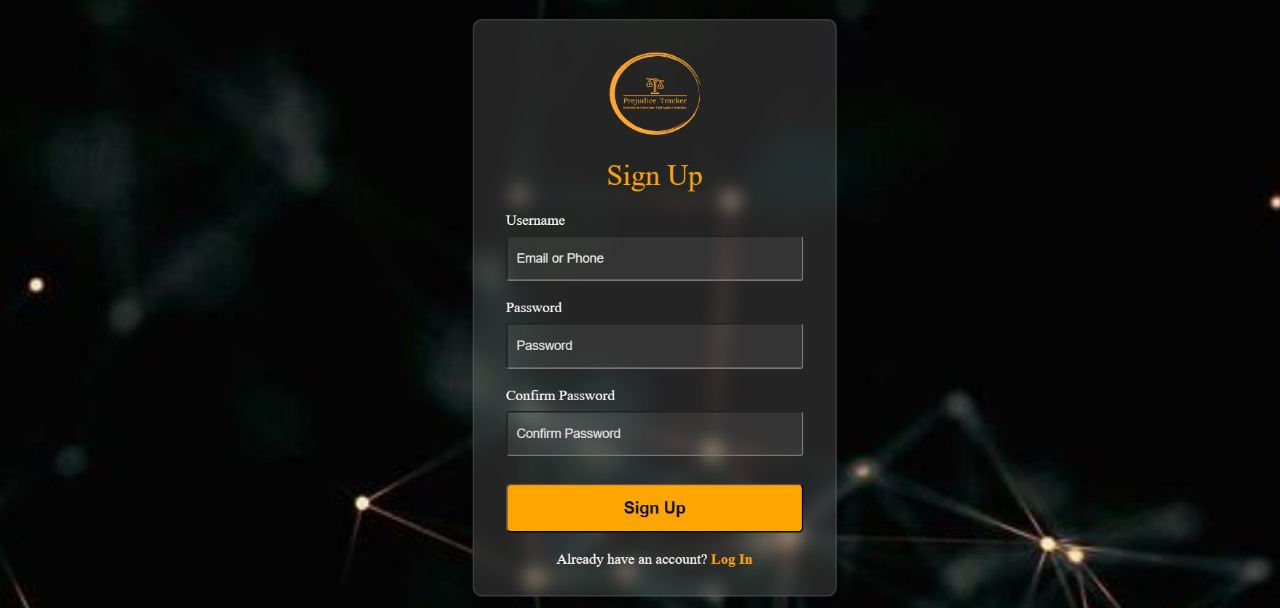 Prejudice Tracker
Sign Up
Username
Email or Phone
Password
Password
Confirm Password
Confirm Password
Sign Up
Already have an account? Log In